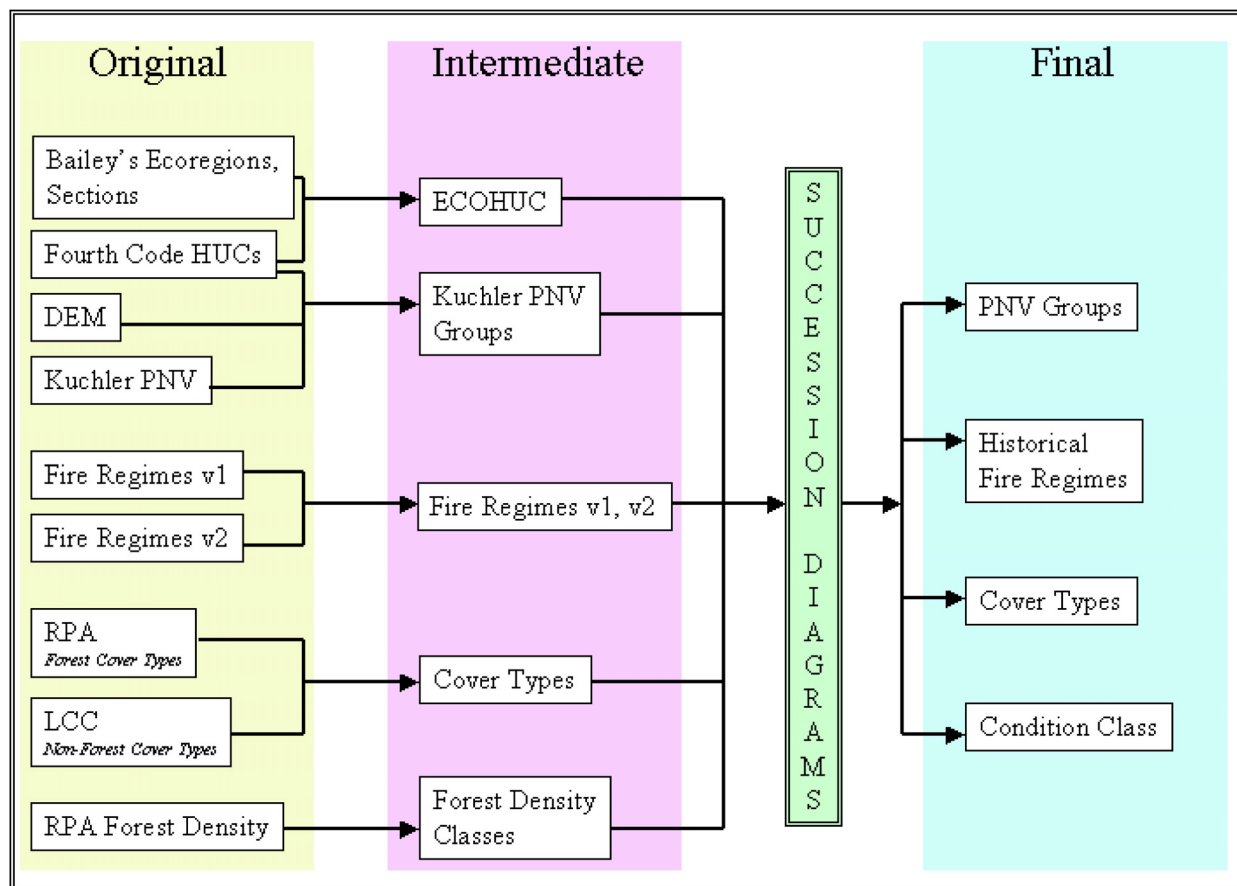 Original
Bailey's Ecoregions,
Sections
Fourth Code HUCs
DEM
Kuchler PNV
Fire Regimes v1
Fire Regimes v2
RPA
Forest Cover Types
LCC
Non-Forest Cover Types
RPA Forest Density
Intermediate
ECOHUC
Kuchler PNV
Groups
Fire Regimes v1, v2
Cover Types
Forest Density
Classes
SUCCESSION DIAGRAMS
Final
PNV Groups
Historical
Fire Regimes
Cover Types
Condition Class